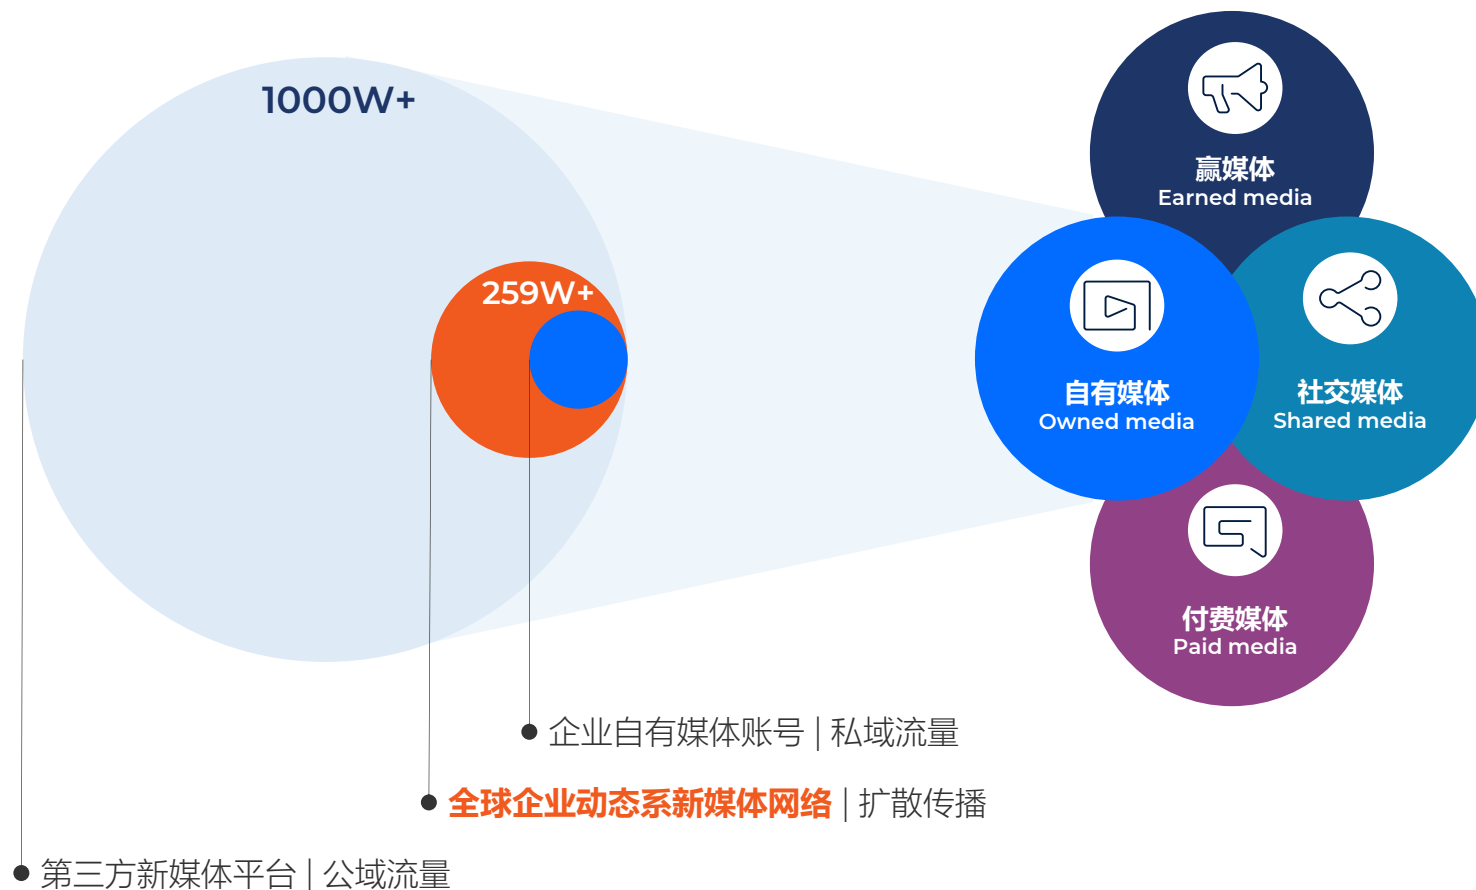 1000W+
259W+
赢媒体
Earned media
自有媒体
Owned media
社交媒体
Shared media
付费媒体
Paid media
企业自有媒体账号 | 私域流量
全球企业动态系新媒体网络 | 扩散传播
第三方新媒体平台 | 公域流量